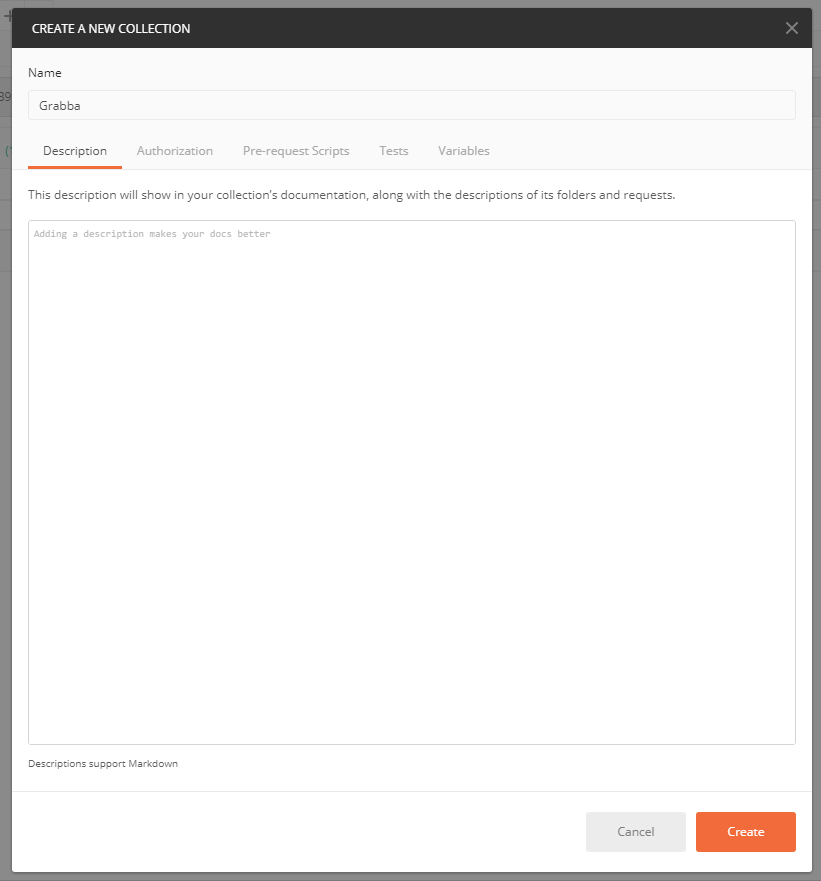 CREATE A NEW COLLECTION
Name
Grabba
Description Authorization Pre-request Scripts Tests Variables
This description will show in your collection's documentation, along with the descriptions of its folders and requests.
Adding a description makes your docs better
Descriptions support Markdown
Cancel Create